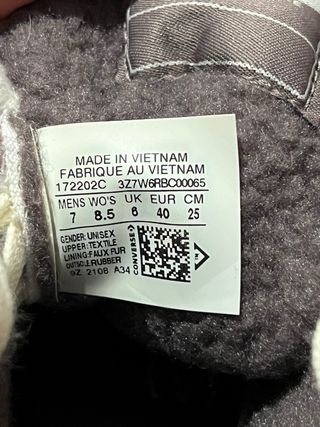 MADE IN VIETNAM
FABRIQUE AU VIETNAM
172202C 3Z7W6RBC00065
MENS WO'S UK EUR CM
7 8.5 6 40 25
GENDER: UNISEX
UPPER: TEXTILE
LINING: FAUX FUR
OUTSOLE: RUBBER
9Z 2108 A34
CONVERSE